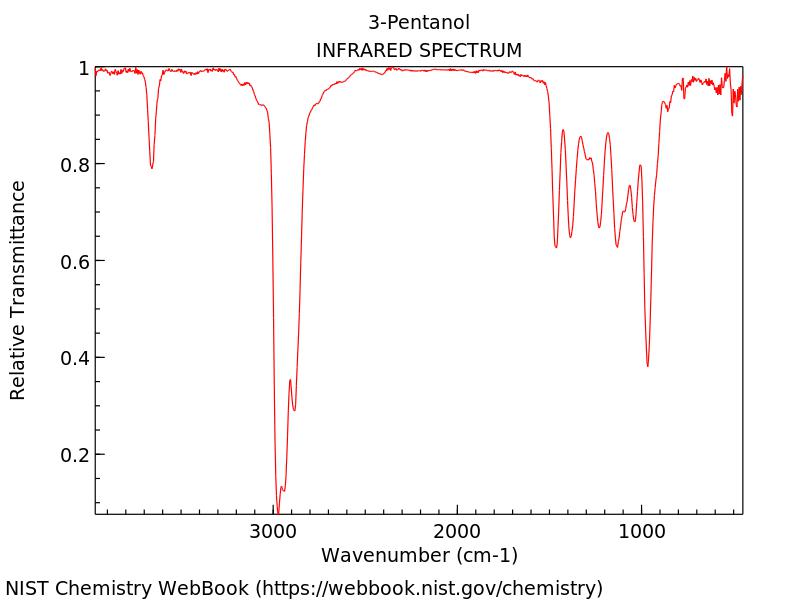 3-Pentanol
INFRARED SPECTRUM
1
0.8
0.6
0.4
0.2
Relative Transmittance
3000 2000 1000
Wavenumber (cm-1)
NIST Chemistry WebBook (https://webbook.nist.gov/chemistry)